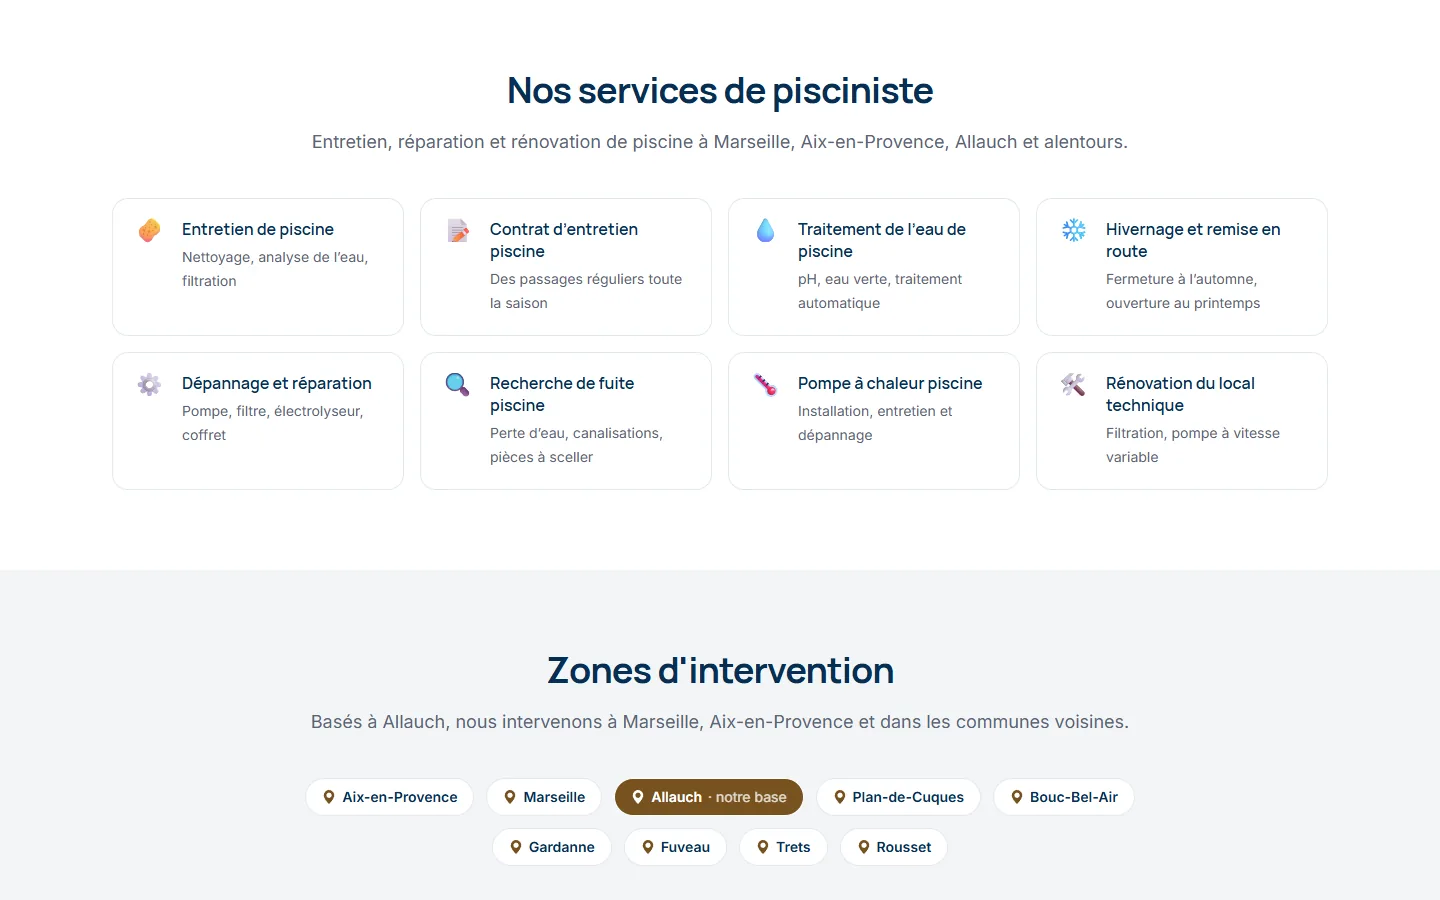 Nos services de pisciniste
Entretien, réparation et rénovation de piscine à Marseille, Aix-en-Provence, Allauch et alentours.
Entretien de piscine
Nettoyage, analyse de l’eau,
filtration
Contrat d’entretien
piscine
Des passages réguliers toute
la saison
Traitement de l’eau de
piscine
pH, eau verte, traitement
automatique
Hivernage et remise en
route
Fermeture à l’automne,
ouverture au printemps
Dépannage et réparation
Pompe, filtre, électrolyseur,
coffret
Recherche de fuite
piscine
Perte d’eau, canalisations,
pièces à sceller
Pompe à chaleur piscine
Installation, entretien et
dépannage
Rénovation du local
technique
Filtration, pompe à vitesse
variable
Zones d'intervention
Basés à Allauch, nous intervenons à Marseille, Aix-en-Provence et dans les communes voisines.
Aix-en-Provence
Marseille
Allauch · notre base
Plan-de-Cuques
Bouc-Bel-Air
Gardanne
Fuveau
Trets
Rousset